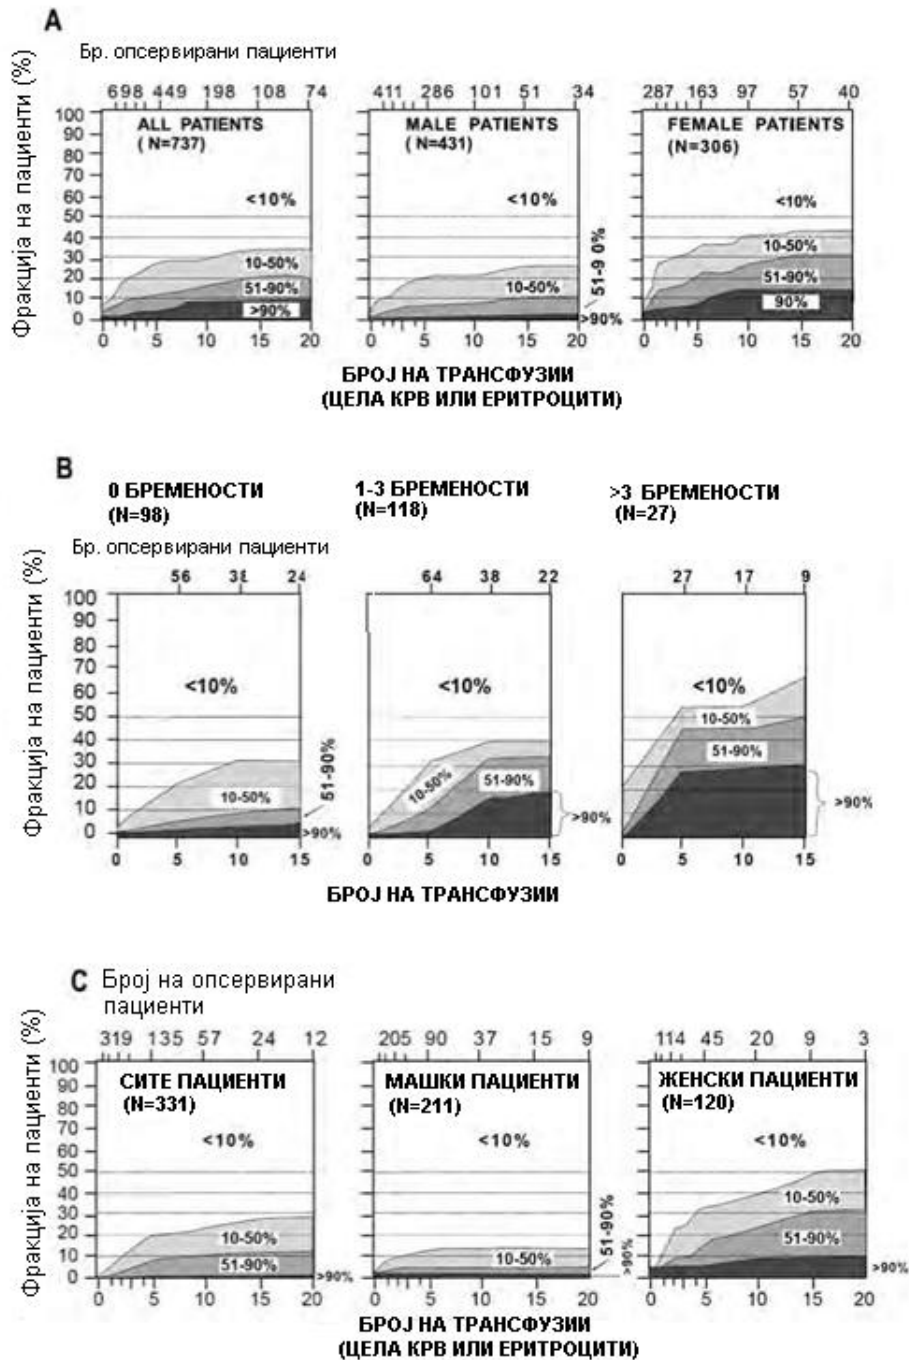 A
Бр. опсервирани пациенти
Фракција на пациенти (%)
698 449 198 108 74
411 286 101 51 34
287 163 97 57 40
100
90
80
70
60
50
40
30
20
10
0
ALL PATIENTS
( N=737)
<10%
10-50%
51-90%
>90%
MALE PATIENTS
( N=431)
<10%
10-50%
51-90%
>90%
FEMALE PATIENTS
(N=306)
<10%
10-50%
51-90%
90%
0 5 10 15 20
0 5 10 15 20
0 5 10 15 20
БРОЈ НА ТРАНСФУЗИИ
(ЦЕЛА КРВ ИЛИ ЕРИТРОЦИТИ)
B
0 БРЕМЕНОСТИ
(N=98)
1-3 БРЕМЕНОСТИ
(N=118)
>3 БРЕМЕНОСТИ
(N=27)
Бр. опсервирани пациенти
Фракција на пациенти (%)
56 31 24
64 38 22
27 17 9
100
90
80
70
60
50
40
30
20
10
0
<10%
10-50%
51-90%
>90%
<10%
10-50%
51-90%
>90%
<10%
10-50%
51-90%
>90%
0 5 10 15
0 5 10 15
0 5 10 15
БРОЈ НА ТРАНСФУЗИИ
C Број на опсервирани
пациенти
Фракција на пациенти (%)
319 135 57 24 12
205 90 37 15 9
114 45 20 9 3
100
90
80
70
60
50
40
30
20
10
0
СИТЕ ПАЦИЕНТИ
(N=331)
<10%
10-50%
51-90%
>90%
МАШКИ ПАЦИЕНТИ
(N=211)
<10%
10-50%
51-90%
>90%
ЖЕНСКИ ПАЦИЕНТИ
(N=120)
<10%
10-50%
51-90%
>90%
0 5 10 15 20
0 5 10 15 20
0 5 10 15 20
БРОЈ НА ТРАНСФУЗИИ
(ЦЕЛА КРВ ИЛИ ЕРИТРОЦИТИ)